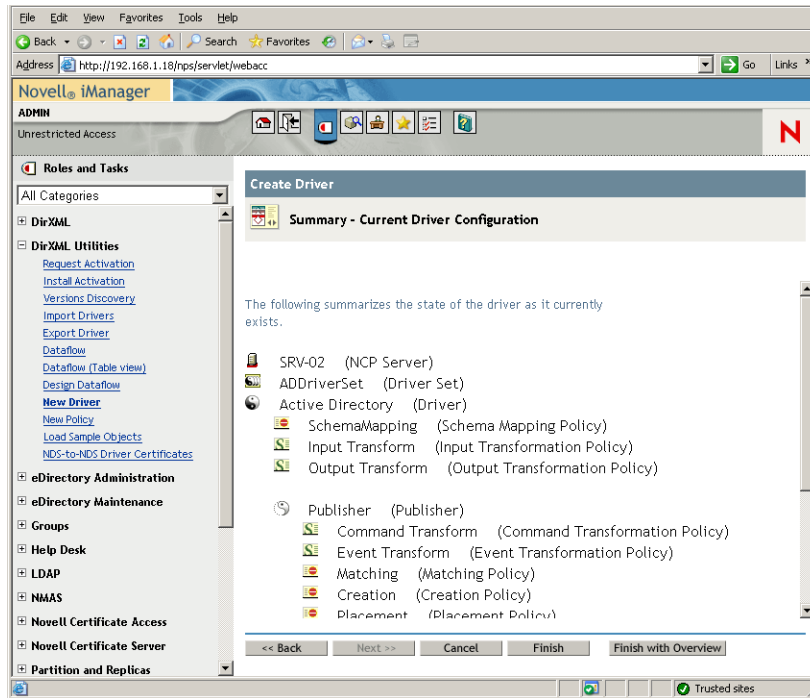 File Edit View Favorites Tools Help
Back Search Favorites
Address http://192.168.1.18/nps/servlet/webacc Go Links »
Novell® iManager
ADMIN
Unrestricted Access
N
Roles and Tasks
All Categories
DirXML
DirXML Utilities
Request Activation
Install Activation
Versions Discovery
Import Drivers
Export Driver
Dataflow
Dataflow (Table view)
Design Dataflow
New Driver
New Policy
Load Sample Objects
NDS-to-NDS Driver Certificates
eDirectory Administration
eDirectory Maintenance
Groups
Help Desk
LDAP
NMAS
Novell Certificate Access
Novell Certificate Server
Partition and Replicas
Create Driver
Summary - Current Driver Configuration
The following summarizes the state of the driver as it currently
exists.
SRV-02 (NCP Server)
ADDriverSet (Driver Set)
Active Directory (Driver)
SchemaMapping (Schema Mapping Policy)
Input Transform (Input Transformation Policy)
Output Transform (Output Transformation Policy)
Publisher (Publisher)
Command Transform (Command Transformation Policy)
Event Transform (Event Transformation Policy)
Matching (Matching Policy)
Creation (Creation Policy)
Placement (Placement Policy)
<< Back Next >> Cancel Finish Finish with Overview
Trusted sites